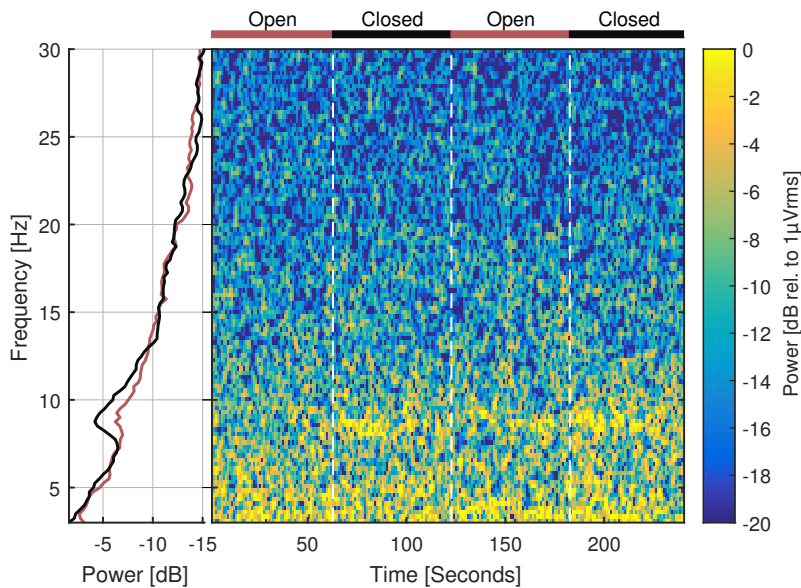 Open Closed Open Closed
30
25
20
15
10
5
Frequency [Hz]
-5 -10 -15
Power [dB]
50 100 150 200
Time [Seconds]
0
-2
-4
-6
-8
-10
-12
-14
-16
-18
-20
Power [dB rel. to 1μVrms]